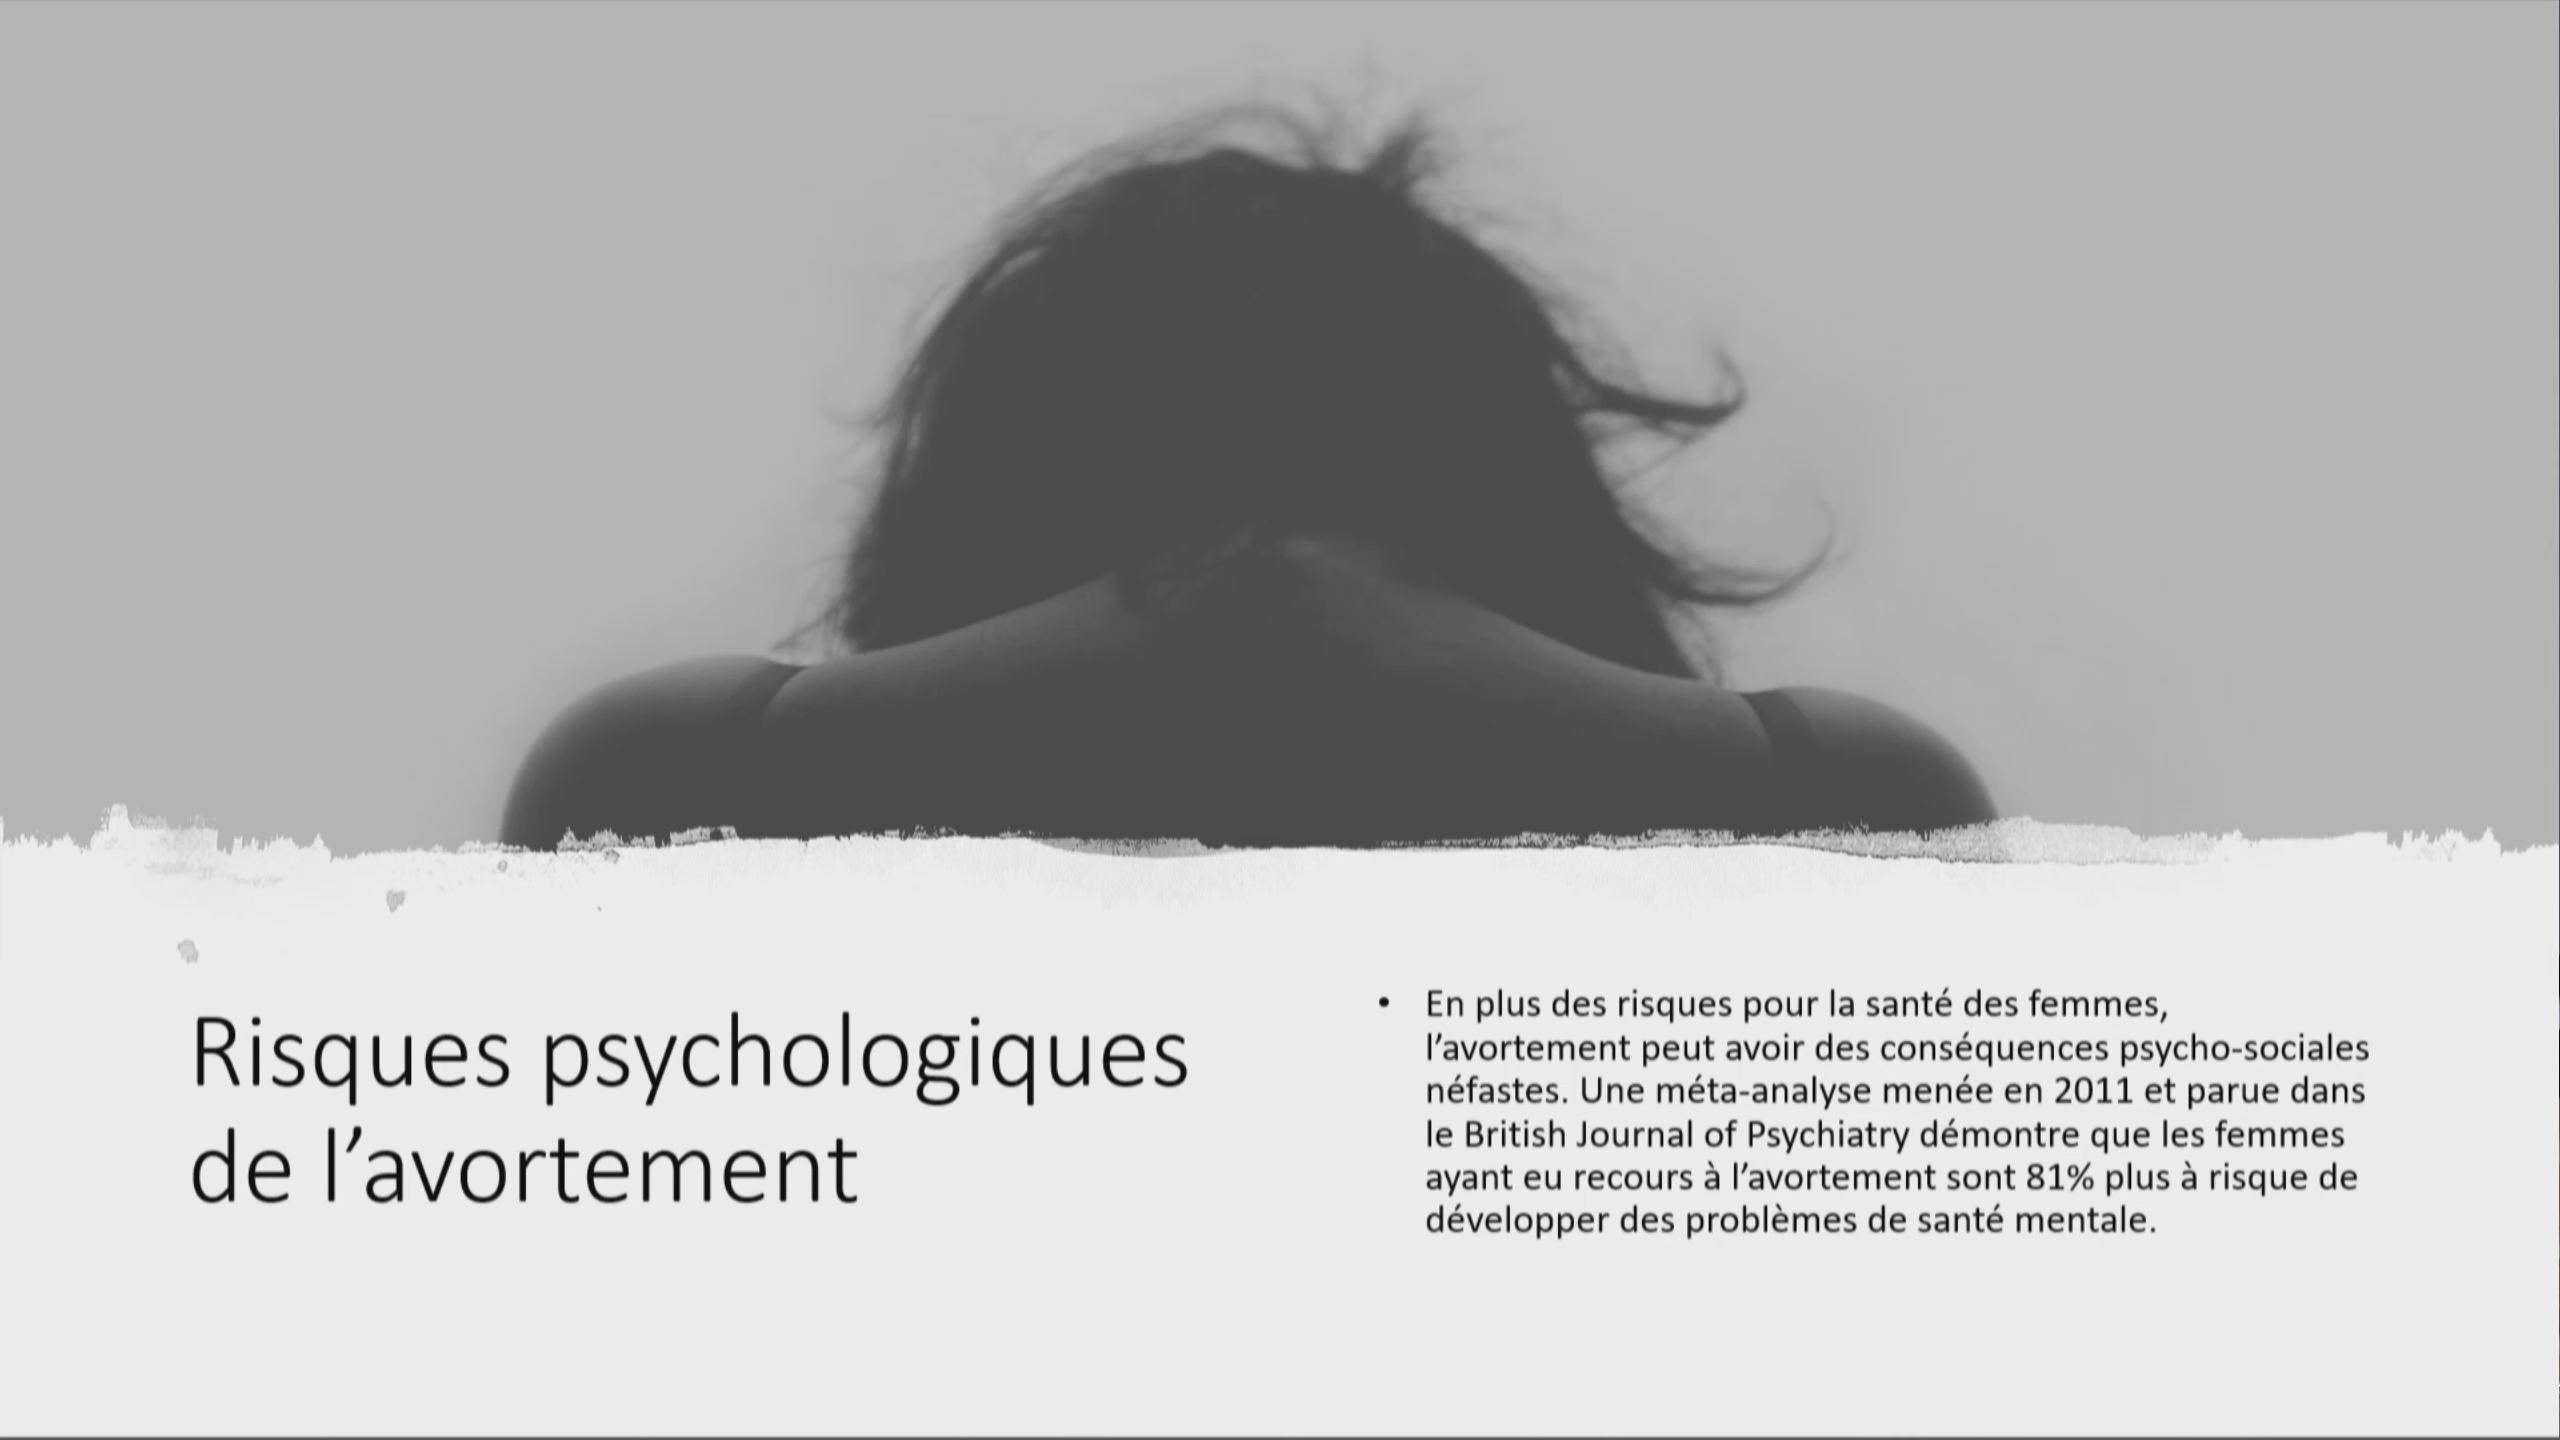 Risques psychologiques
de l’avortement
• En plus des risques pour la santé des femmes,
l’avortement peut avoir des conséquences psycho-sociales
néfastes. Une méta-analyse menée en 2011 et parue dans
le British Journal of Psychiatry démontre que les femmes
ayant eu recours à l’avortement sont 81% plus à risque de
développer des problèmes de santé mentale.